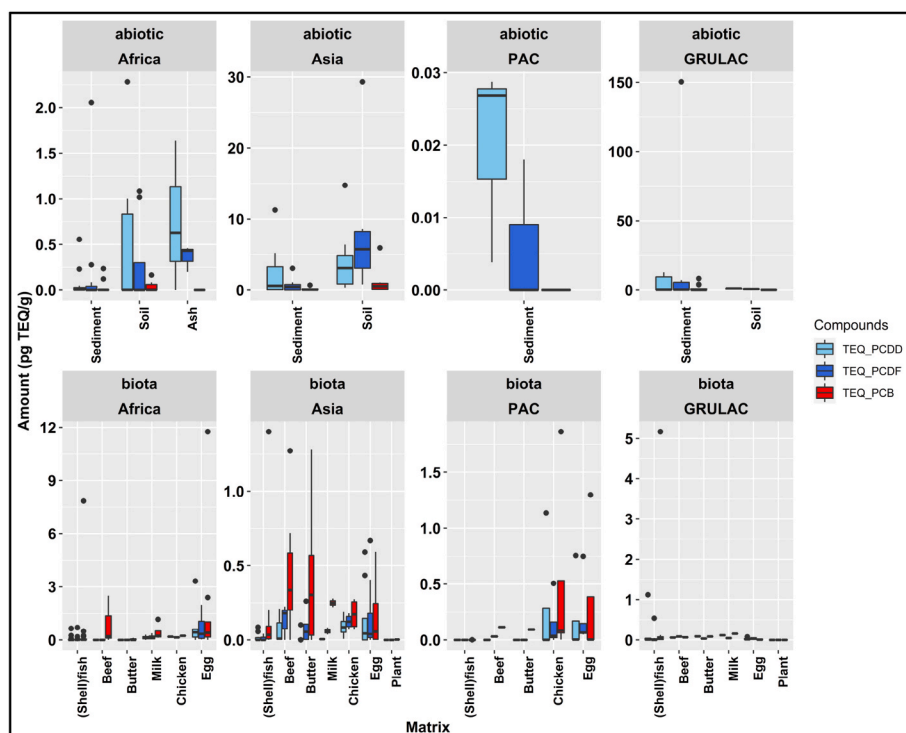 abiotic abiotic abiotic abiotic
Africa Asia PAC GRULAC
2.0
1.5
1.0
0.5
0.0
30
20
10
0
0.03
0.02
0.01
0.00
150
100
50
0
Sediment
Soil
Ash
Sediment
Soil
Sediment
Sediment
Soil
Amount (pg TEQ/g)
Compounds
TEQ_PCDD
TEQ_PCDF
TEQ_PCB
biota biota biota biota
Africa Asia PAC GRULAC
12
9
6
3
0
1.0
0.5
0.0
1.5
1.0
0.5
0.0
5
4
3
2
1
0
(Shell)fish
Beef
Butter
Milk
Chicken
Egg
(Shell)fish
Beef
Butter
Milk
Chicken
Egg
Plant
(Shell)fish
Beef
Butter
Chicken
Egg
(Shell)fish
Beef
Butter
Milk
Egg
Plant
Matrix